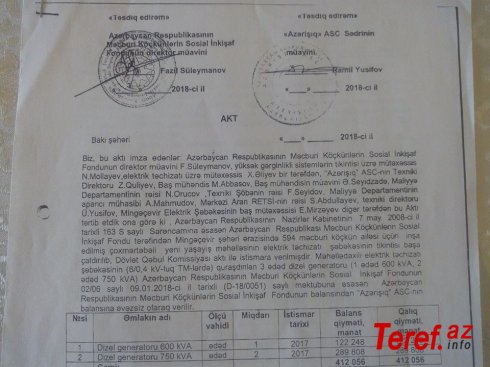 «Təsdiq edirəm»
Azərbaycan Respublikasının
Məcburi Köçkünlərin Sosial İnkişaf
Fondunun direktor müavini
Fazil Süleymanov
2018-ci il
«Təsdiq edirəm»
«Azərişıq» ASC Sədrinin
müavini
Ramil Yusifov
«__»____ 2018-ci il
AKT
Bakı şəhəri
«__»____ 2018-ci il
Biz, bu aktı imza edənlər Azərbaycan Respublikasının Məcburi Köçkünlərin Sosial İnkişaf
Fondunun direktor müavini F.Süleymanov, yüksək gərginlikli sistemlərin tikintisi üzrə mütəxəssis
N.Mollayev,elektrik təchizatı üzrə mütəxəssis X.Əliyev bir tərəfdən, "Azərişıq" ASC-nin Texniki
Direktoru Z.Quliyev, Baş mühəndis M.Abbasov, Baş mühəndisin müavini Ə.Seyidzadə, Maliyyə
Departamentinin rəisi N.Orucov ,Texniki Şöbənin rəisi F.Seyidov, Maliyyə Departamentinin
aparıcı mühasibi A.Mahmudov, Mərkəzi Aran RETSİ-nin rəisi S.Abdullayev, texniki direktoru
Ü.Yusifov, Mingəçevir Elektrik Şəbəkəsinin baş mütəxəssisi E.Mirzəyev digər tərəfdən bu Aktı
tərtib etdik ona görə ki , Azərbaycan Respublikasının Nazirlər Kabinetinin 7 may, 2008-ci il
tarixli 163 S saylı Sərəncamına əsasən Azərbaycan Respublikası Məcburi Köçkünlərin Sosial
İnkişaf Fondu tərəfindən Mingəçevir şəhəri ərazisində 594 məcburi köçkün ailəsi üçün inşa
edilmiş çoxmərtəbəli yeni yaşayış məhəlləsinin elektrik təchizatı şəbəkəsinin tikintisi başa
çatdırılıb, Dövlət Qəbul Komissiyası aktı ilə istismara verilmişdir. Məhəllədaxili elektrik təchizatı
şəbəkəsinin (6/0,4 kV-luq TM-lərdə quraşdırılan 3 ədəd dizel generatoru (1 ədəd 600 kVA, 2
ədəd 750 kVA) Azərbaycan Respublikasının Məcburi Köçkünlərin Sosial İnkişaf Fondunun
02/06 saylı 09.01.2018-ci il tarixli (D-18/0051) saylı məktubuna əsasən Azərbaycan
Respublikasının Məcburi Köçkünlərin Sosial İnkişaf Fondunun balansından "Azərişıq" ASC-nin
balansına əvəzsiz olaraq verilir.
№si Əmlakın adı Ölçü vahidi Miqdarı İstismar tarixi Balans qiyməti, manat Qalıq qiyməti, manat
1 Dizel generatoru 600 kVA ədəd 1 2017 122 248
2 Dizel generatoru 750 kVA ədəd 2 2017 289 808
412 056 412 056
Teref.az
info